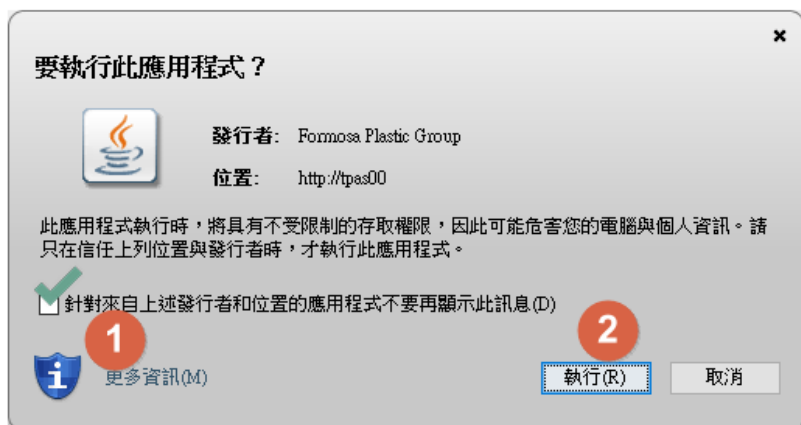 要執行此應用程式？
發行者: Formosa Plastic Group
位置: http://tpas00
此應用程式執行時，將具有不受限制的存取權限，因此可能危害您的電腦與個人資訊。請
只在信任上列位置與發行者時，才執行此應用程式。
針對來自上述發行者和位置的應用程式不要再顯示此訊息(D)
1
2
更多資訊(M)
執行(R)
取消